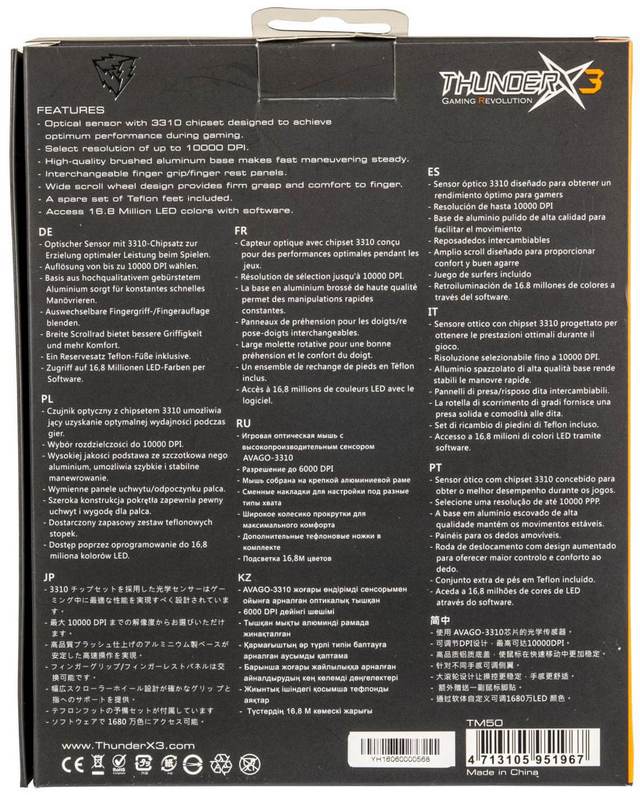 THUNDERX3
GAMING REVOLUTION
FEATURES
- Optical sensor with 3310 chipset designed to achieve
optimum performance during gaming.
- Select resolution of up to 10000 DPI.
- High-quality brushed aluminum base makes fast maneuvering steady.
- Interchangeable finger grip/finger rest panels.
- Wide scroll wheel design provides firm grasp and comfort to finger.
- A spare set of Teflon feet included.
- Access 16.8 Million LED colors with software.
DE
- Optischer Sensor mit 3310-Chipsatz zur
Erzielung optimaler Leistung beim Spielen.
- Auflösung von bis zu 10000 DPI wählen.
- Basis aus hochqualitativem gebürstetem
Aluminium sorgt für konstantes schnelles
Manövrieren.
- Auswechselbare Fingergriff-/Fingerauflage
blenden.
- Breite Scrollrad bietet bessere Griffigkeit
und mehr Komfort.
- Ein Reservesatz Teflon-Füße inklusive.
- Zugriff auf 16,8 Millionen LED-Farben per
Software.
PL
- Czujnik optyczny z chipsetem 3310 umożliwia
jący uzyskanie optymalnej wydajności podczas
gier.
- Wybór rozdzielczości do 10000 DPI.
- Wysokiej jakości podstawa ze szczotkowa nego
aluminium, umożliwia szybkie i stabilne
manewrowanie.
- Wymienne panele uchwytu/odpoczynku palca.
- Szeroka konstrukcja pokrętła zapewnia pewny
uchwyt i wygodę dla palca.
- Dostarczony zapasowy zestaw teflonowych
stopek.
- Dostęp poprzez oprogramowanie do 16,8
miliona kolorów LED.
JP
- 3310 チップセットを採用した光学センサーはゲー
ミング中に最適な性能を実現すべく設計されていま
す。
- 最大 10000 DPI までの解像度からお選びいただけ
ます。
- 高品質ブラッシュ仕上げのアルミニウム製ベースが
安定した高速操作を実現。
- フィンガーグリップ/フィンガーレストパネルは交
換可能です。
- 幅広スクローラーホイール設計が確かなグリップと
指へのサポートを提供。
- テフロンフットの予備セットが付属しています
- ソフトウェアで 1680 万色にアクセス可能。
FR
- Capteur optique avec chipset 3310 conçu
pour des performances optimales pendant les
jeux.
- Résolution de sélection jusqu'à 10000 DPI.
- La base en aluminium brossé de haute qualité
permet des manipulations rapides
constantes.
- Panneaux de préhension pour les doigts/re
pose-doigts interchangeables.
- Large molette rotative pour une bonne
préhension et le confort du doigt.
- Un ensemble de rechange de pieds en Téflon
inclus.
- Accès à 16,8 millions de couleurs LED avec le
logiciel.
RU
- Игровая оптическая мышь с
высокопроизводительным сенсором
AVAGO-3310
- Разрешение до 6000 DPI
- Мышь собрана на крепкой алюминиевой раме
- Сменные накладки для настройки под разные
типы хвата
- Широкое колесико прокрутки для
максимального комфорта
- Дополнительные тефлоновые ножки в
комплекте
- Подсветка 16,8М цветов
KZ
- AVAGO-3310 жоғары өндірімді сенсорымен
ойынға арналған оптикалық тышқан
- 6000 DPI дейінгі шешімі
- Тышқан мықты алюминді рамада
жинақталған
- Қармағыштың әр түрлі типін баптауға
арналған аусымды қаптама
- Барынша жоғары жайлылыққа арналған
айналдырудың кең көлемді дөңгелектері
- Жиынтық ішіндегі қосымша тефлонды
аяқтар
- Түстердің 16,8 М көмескі жарығы
ES
- Sensor óptico 3310 diseñado para obtener un
rendimiento óptimo para gamers
- Resolución de hasta 10000 DPI
- Base de aluminio pulido de alta calidad para
facilitar el movimiento
- Reposadedos intercambiables
- Amplio scroll diseñado para proporcionar
confort y buen agarre
- Juego de surfers incluido
- Retroiluminación de 16.8 millones de colores a
través del software.
IT
- Sensore ottico con chipset 3310 progettato per
ottenere le prestazioni ottimali durante il
gioco.
- Risoluzione selezionabile fino a 10000 DPI.
- Alluminio spazzolato di alta qualità base rende
stabili le manovre rapide.
- Pannelli di presa/risposo dita intercambiabili.
- La rotella di scorrimento di gradi fornisce una
presa solida e comodità alle dita.
- Set di ricambio di piedini di Teflon incluso.
- Accesso a 16,8 milioni di colori LED tramite
software.
PT
- Sensor ótico com chipset 3310 concebido para
obter o melhor desempenho durante os jogos.
- Selecione uma resolução de até 10000 PPP.
- A base em alumínio escovado de alta
qualidade mantém os movimentos estáveis.
- Painéis para os dedos amovíveis.
- Roda de deslocamento com design aumentado
para oferecer maior controlo e conforto ao
dedo.
- Conjunto extra de pés em Teflon incluído.
- Aceda a 16,8 milhões de cores de LED
através do software.
简中
- 使用 AVAGO-3310芯片的光学传感器。
- 可调节DPI设计，最高可达10000DPI。
- 高品质铝质底盖，使鼠标在快速移动中更加稳定。
- 针对不同手感可调侧翼。
- 大滚轮设计让操控更稳定，手感更舒适。
- 额外赠送一副鼠标脚贴。
- 通过软体自定义可调1680万LED 颜色。
www.ThunderX3.com
YH16060000568
TM50
4 713105 951967
Made in China